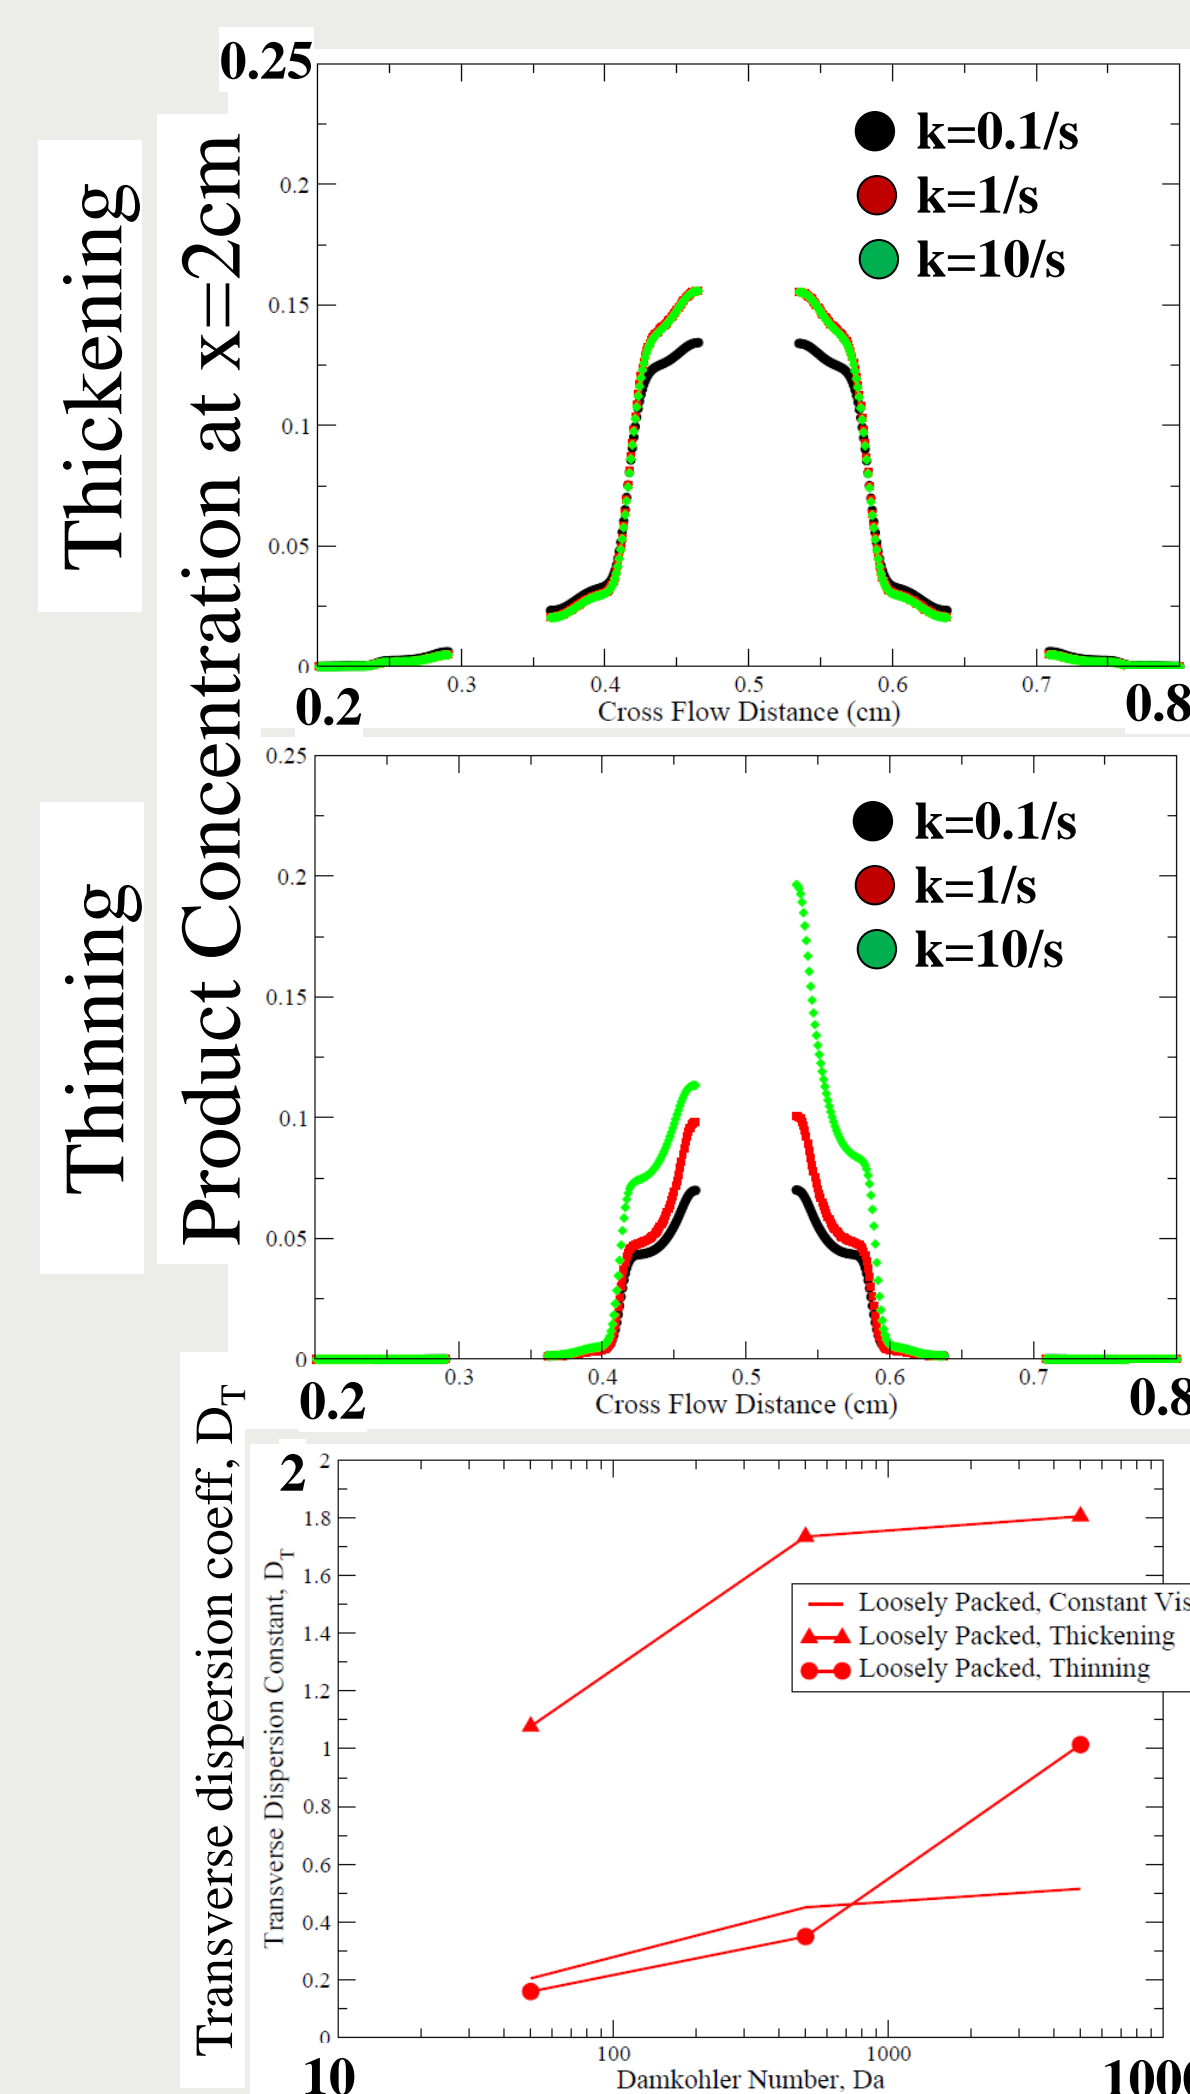 Thickening
Product Concentration at x=2cm
0.25
0.2
0.15
0.1
0.05
0
k=0.1/s
k=1/s
k=10/s
0.2
0.3
0.4
0.5
0.6
0.7
0.8
Cross Flow Distance (cm)
Thinning
0.25
0.2
0.15
0.1
0.05
0
k=0.1/s
k=1/s
k=10/s
0.2
0.3
0.4
0.5
0.6
0.7
0.8
Cross Flow Distance (cm)
Transverse dispersion coeff, D_T
Transverse Dispersion Constant, D_T
2
2
1.8
1.6
1.4
1.2
1
0.8
0.6
0.4
0.2
0
Loosely Packed, Constant Vis
Loosely Packed, Thickening
Loosely Packed, Thinning
10
100
1000
1000
Damkohler Number, Da